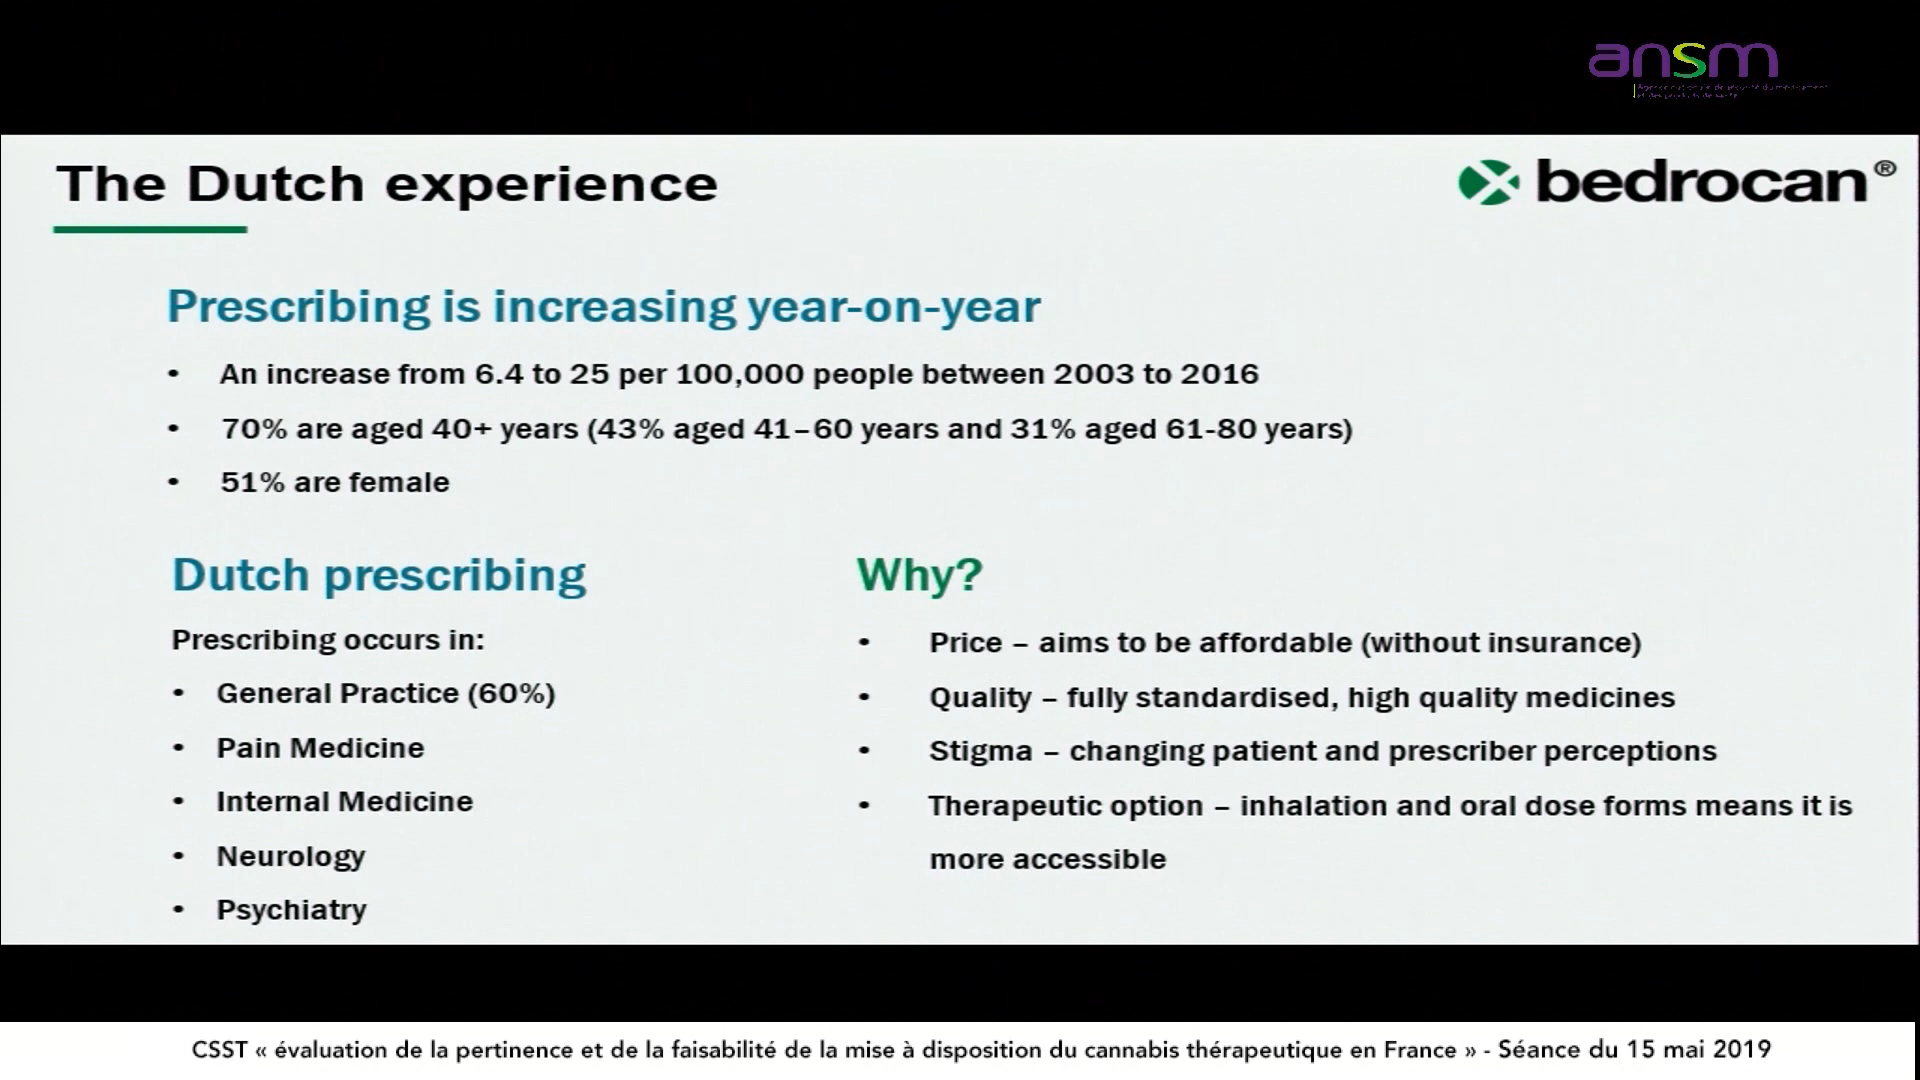 ansm
The Dutch experience
bedrocan®
Prescribing is increasing year-on-year
• An increase from 6.4 to 25 per 100,000 people between 2003 to 2016
• 70% are aged 40+ years (43% aged 41–60 years and 31% aged 61-80 years)
• 51% are female
Dutch prescribing
Prescribing occurs in:
• General Practice (60%)
• Pain Medicine
• Internal Medicine
• Neurology
• Psychiatry
Why?
• Price – aims to be affordable (without insurance)
• Quality – fully standardised, high quality medicines
• Stigma – changing patient and prescriber perceptions
• Therapeutic option – inhalation and oral dose forms means it is
more accessible
CSST « évaluation de la pertinence et de la faisabilité de la mise à disposition du cannabis thérapeutique en France » - Séance du 15 mai 2019